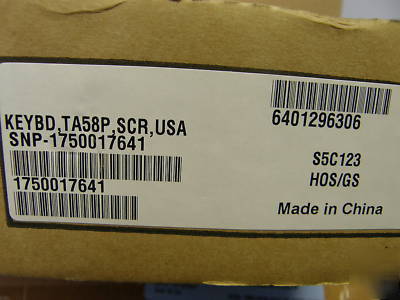 KEYBD,TA58P,SCR,USA
SNP-1750017641
1750017641
6401296306
S5C123
HOS/GS
Made in China